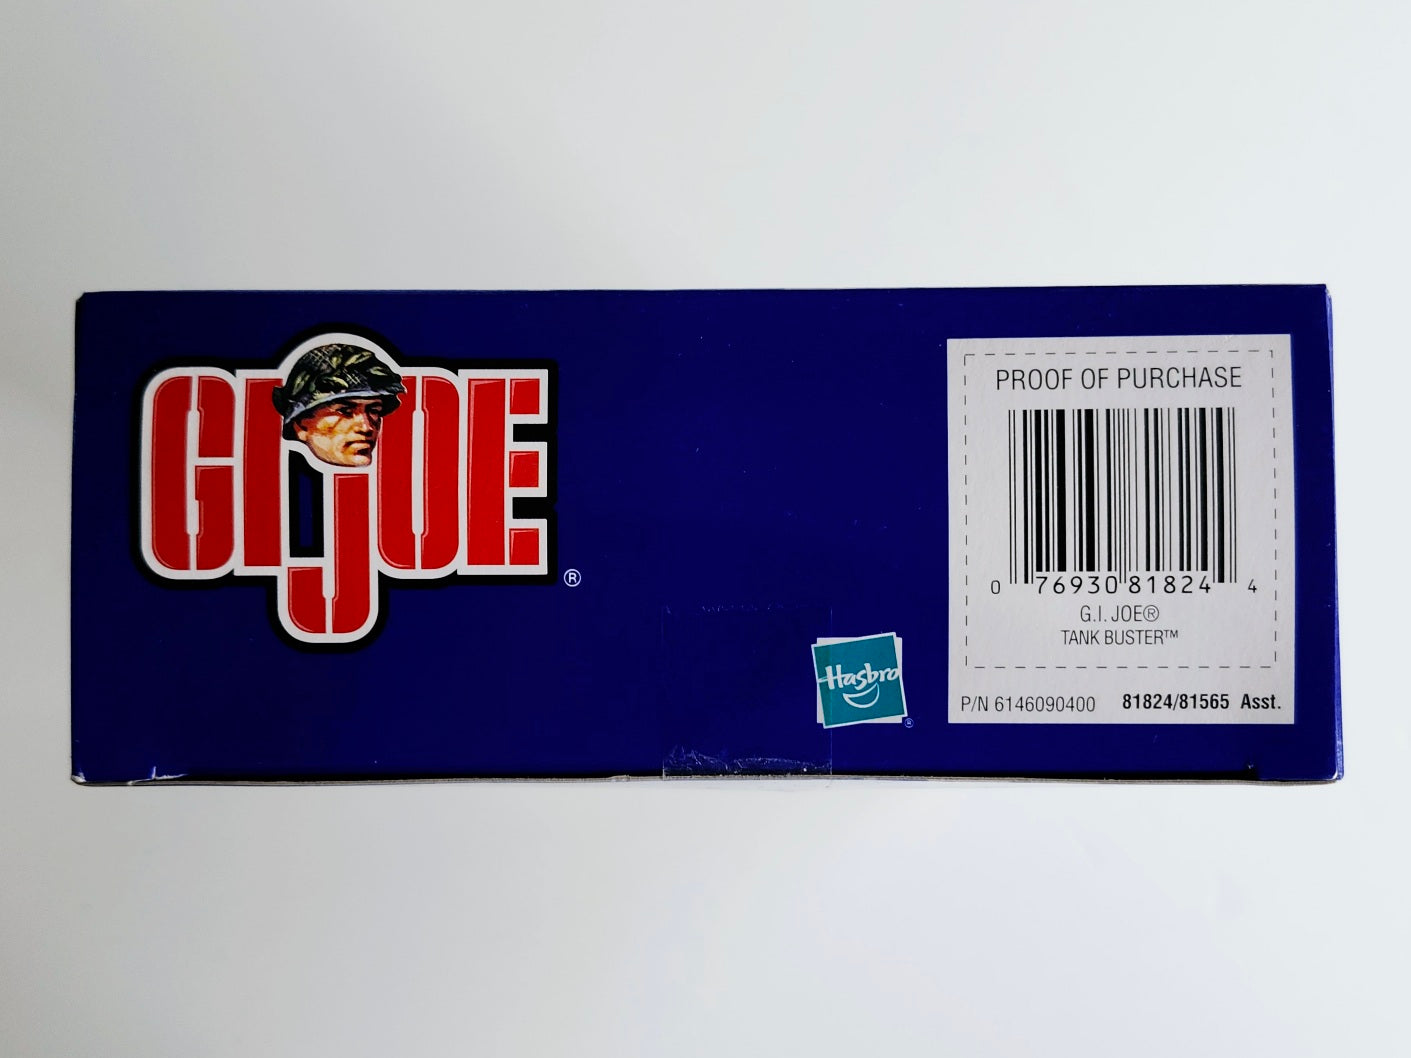 GI JOE
®
PROOF OF PURCHASE
0 76930 81824 4
G.I. JOE®
TANK BUSTER™
Hasbro
®
P/N 6146090400 81824/81565 Asst.